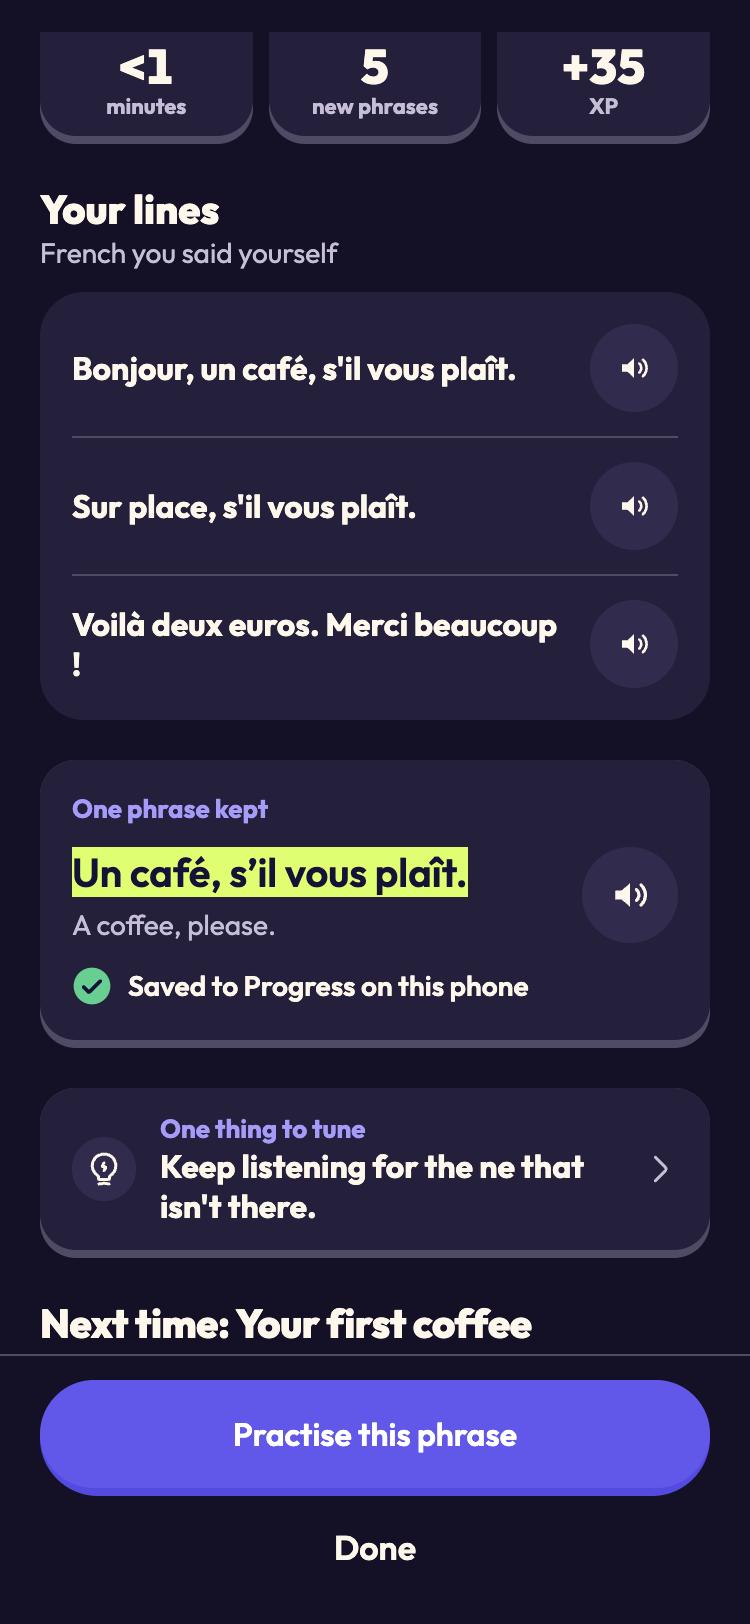 <1
minutes
5
new phrases
+35
XP
Your lines
French you said yourself
Bonjour, un café, s'il vous plaît.
Sur place, s'il vous plaît.
Voilà deux euros. Merci beaucoup
!
One phrase kept
Un café, s’il vous plaît.
A coffee, please.
Saved to Progress on this phone
One thing to tune
Keep listening for the ne that
isn't there.
Next time: Your first coffee
Practise this phrase
Done